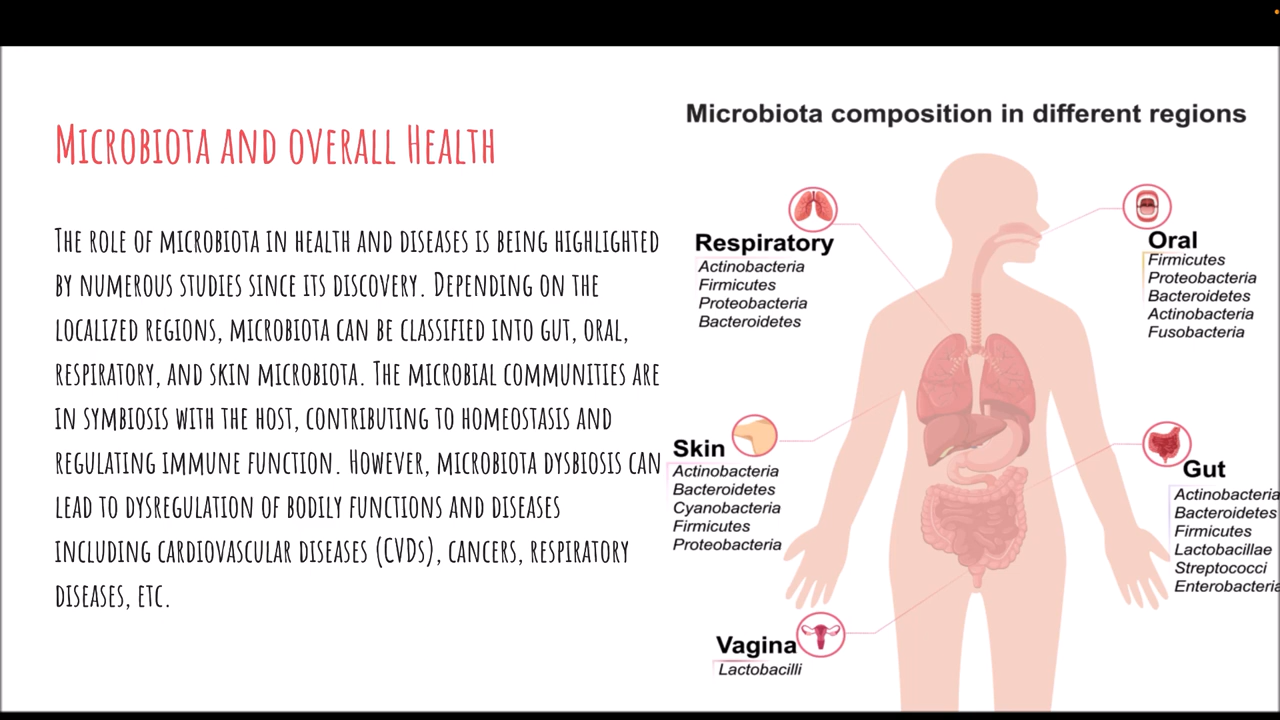 Microbiota and overall Health
The role of microbiota in health and diseases is being highlighted
by numerous studies since its discovery. Depending on the
localized regions, microbiota can be classified into gut, oral,
respiratory, and skin microbiota. The microbial communities are
in symbiosis with the host, contributing to homeostasis and
regulating immune function. However, microbiota dysbiosis can
lead to dysregulation of bodily functions and diseases
including cardiovascular diseases (CVDs), cancers, respiratory
diseases, etc.
Microbiota composition in different regions
Respiratory
Actinobacteria
Firmicutes
Proteobacteria
Bacteroidetes
Oral
Firmicutes
Proteobacteria
Bacteroidetes
Actinobacteria
Fusobacteria
Skin
Actinobacteria
Bacteroidetes
Cyanobacteria
Firmicutes
Proteobacteria
Gut
Actinobacteria
Bacteroidetes
Firmicutes
Lactobacillae
Streptococci
Enterobacteria
Vagina
Lactobacilli